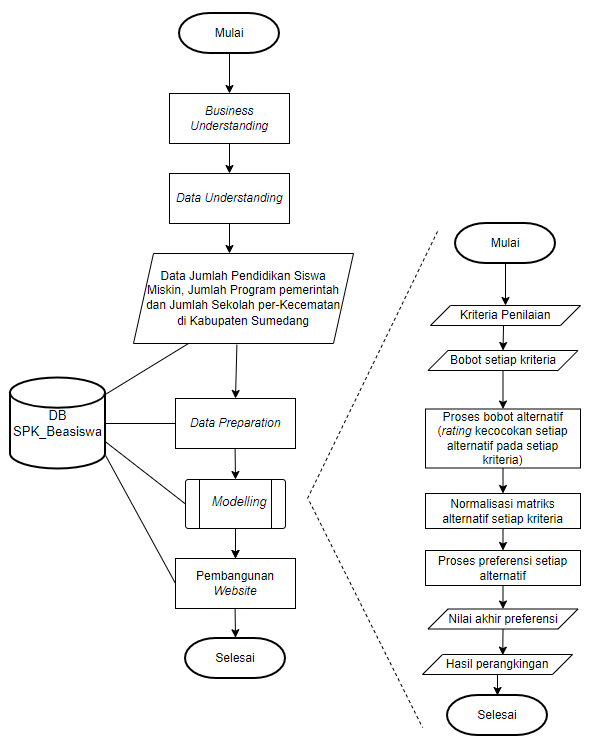 Mulai
Business
Understanding
Data Understanding
Data Jumlah Pendidikan Siswa
Miskin, Jumlah Program pemerintah
dan Jumlah Sekolah per-Kecematan
di Kabupaten Sumedang
DB
SPK_Beasiswa
Data Preparation
Modelling
Pembangunan
Website
Selesai
Mulai
Kriteria Penilaian
Bobot setiap kriteria
Proses bobot alternatif
(rating kecocokan setiap
alternatif pada setiap
kriteria)
Normalisasi matriks
alternatif setiap kriteria
Proses preferensi setiap
alternatif
Nilai akhir preferensi
Hasil perangkingan
Selesai